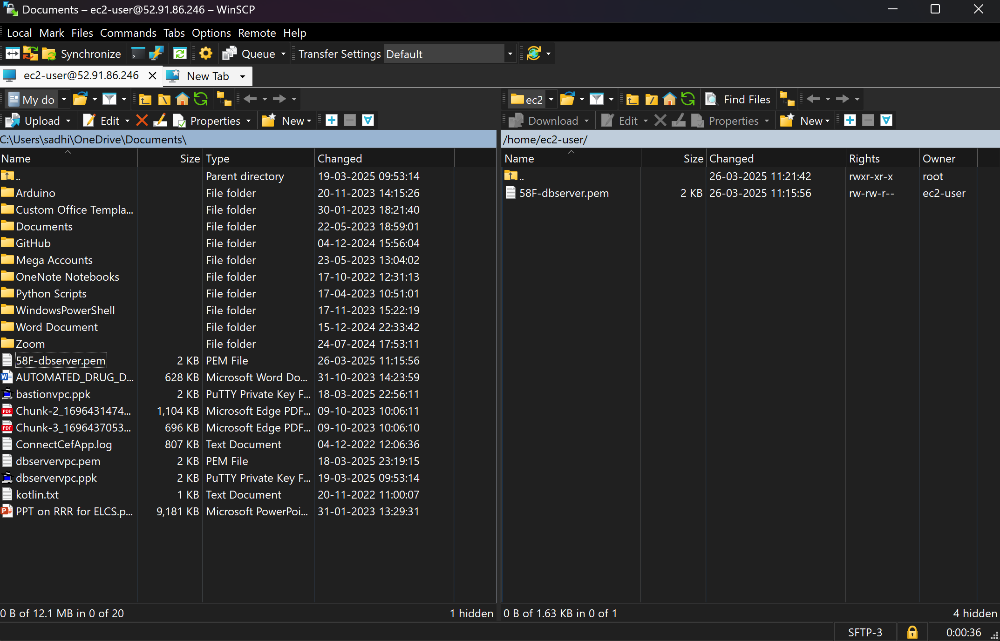 Documents – ec2-user@52.91.86.246 – WinSCP
Local Mark Files Commands Tabs Options Remote Help
Synchronize Queue Transfer Settings Default
ec2-user@52.91.86.246 New Tab
My do ec2 Find Files
Upload Edit Properties New Download Edit Properties New
C:\Users\sadhi\OneDrive\Documents\ /home/ec2-user/
Name Size Type Changed Name Size Changed Rights Owner
.. Parent directory 19-03-2025 09:53:14 .. 26-03-2025 11:21:42 rwxr-xr-x root
Arduino File folder 20-11-2023 14:15:26 58F-dbserver.pem 2 KB 26-03-2025 11:15:56 rw-rw-r-- ec2-user
Custom Office Templa... File folder 30-01-2023 18:21:40
Documents File folder 22-05-2023 18:59:01
GitHub File folder 04-12-2024 15:56:04
Mega Accounts File folder 23-05-2023 13:04:02
OneNote Notebooks File folder 17-10-2022 12:31:13
Python Scripts File folder 17-04-2023 10:51:01
WindowsPowerShell File folder 17-11-2023 15:22:19
Word Document File folder 15-12-2024 22:33:42
Zoom File folder 24-07-2024 17:53:11
58F-dbserver.pem 2 KB PEM File 26-03-2025 11:15:56
AUTOMATED_DRUG_D... 628 KB Microsoft Word Do... 31-10-2023 14:23:59
bastionvpc.ppk 2 KB PuTTY Private Key F... 18-03-2025 22:56:11
PDF Chunk-2_1696431474... 1,104 KB Microsoft Edge PDF... 09-10-2023 10:06:11
PDF Chunk-3_1696437053... 696 KB Microsoft Edge PDF... 09-10-2023 10:06:10
ConnectCefApp.log 807 KB Text Document 04-12-2022 12:06:36
dbservervpc.pem 2 KB PEM File 18-03-2025 23:19:15
dbservervpc.ppk 2 KB PuTTY Private Key F... 19-03-2025 09:53:14
kotlin.txt 1 KB Text Document 20-11-2022 11:00:07
PPT on RRR for ELCS.p... 9,181 KB Microsoft PowerPoi... 31-01-2023 13:29:31
0 B of 12.1 MB in 0 of 20 1 hidden 0 B of 1.63 KB in 0 of 1 4 hidden
SFTP-3 0:00:36